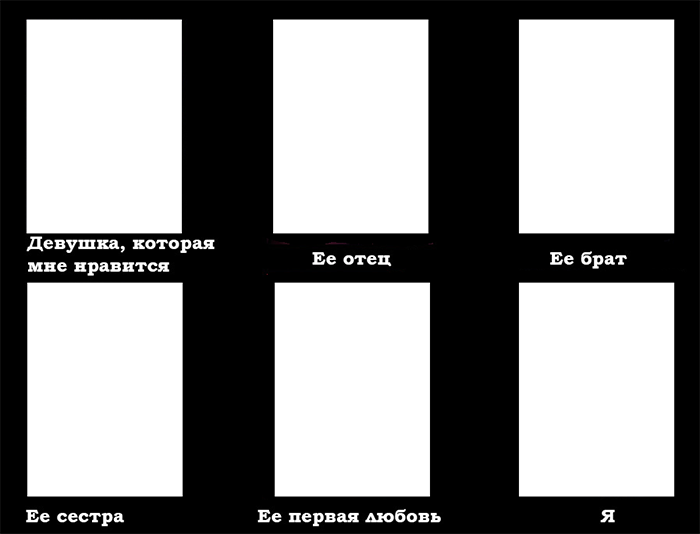 Девушка, которая
мне нравится
Ее отец
Ее брат
Ее сестра
Ее первая любовь
Я